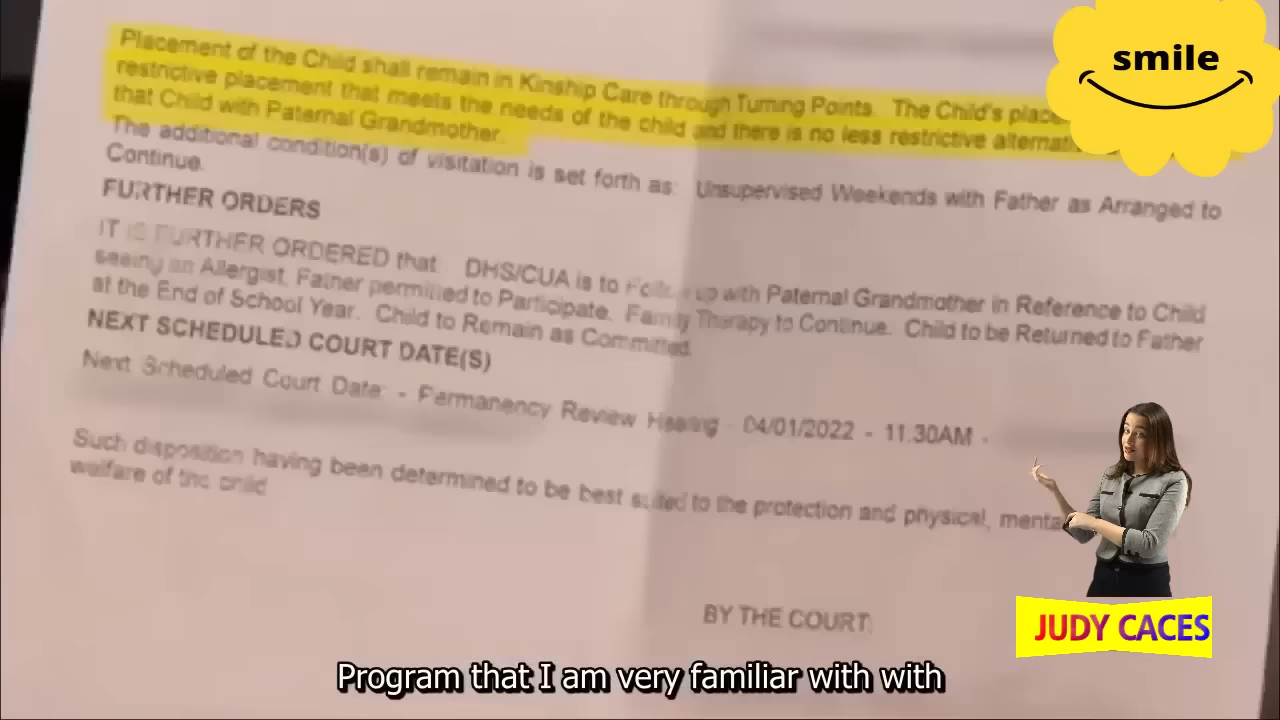 Placement of the Child shall remain in Kinship Care through Turning Points. The Child's place
restrictive placement that meets the needs of the child and there is no less restrictive alternati
that Child with Paternal Grandmother.
The additional condition(s) of visitation is set forth as: Unsupervised Weekends with Father as Arranged to
Continue.
FURTHER ORDERS
IT IS FURTHER ORDERED that DHS/CUA is to Follow up with Paternal Grandmother in Reference to Child
seeing an Allergist. Father permitted to Participate. Family Therapy to Continue. Child to be Returned to Father
at the End of School Year. Child to Remain as Committed.
NEXT SCHEDULED COURT DATE(S)
Next Scheduled Court Date: - Permanency Review Hearing - 04/01/2022 - 11:30AM -
Such disposition having been determined to be best suited to the protection and physical, menta
welfare of the child
BY THE COURT:
smile
JUDY CACES
Program that I am very familiar with with